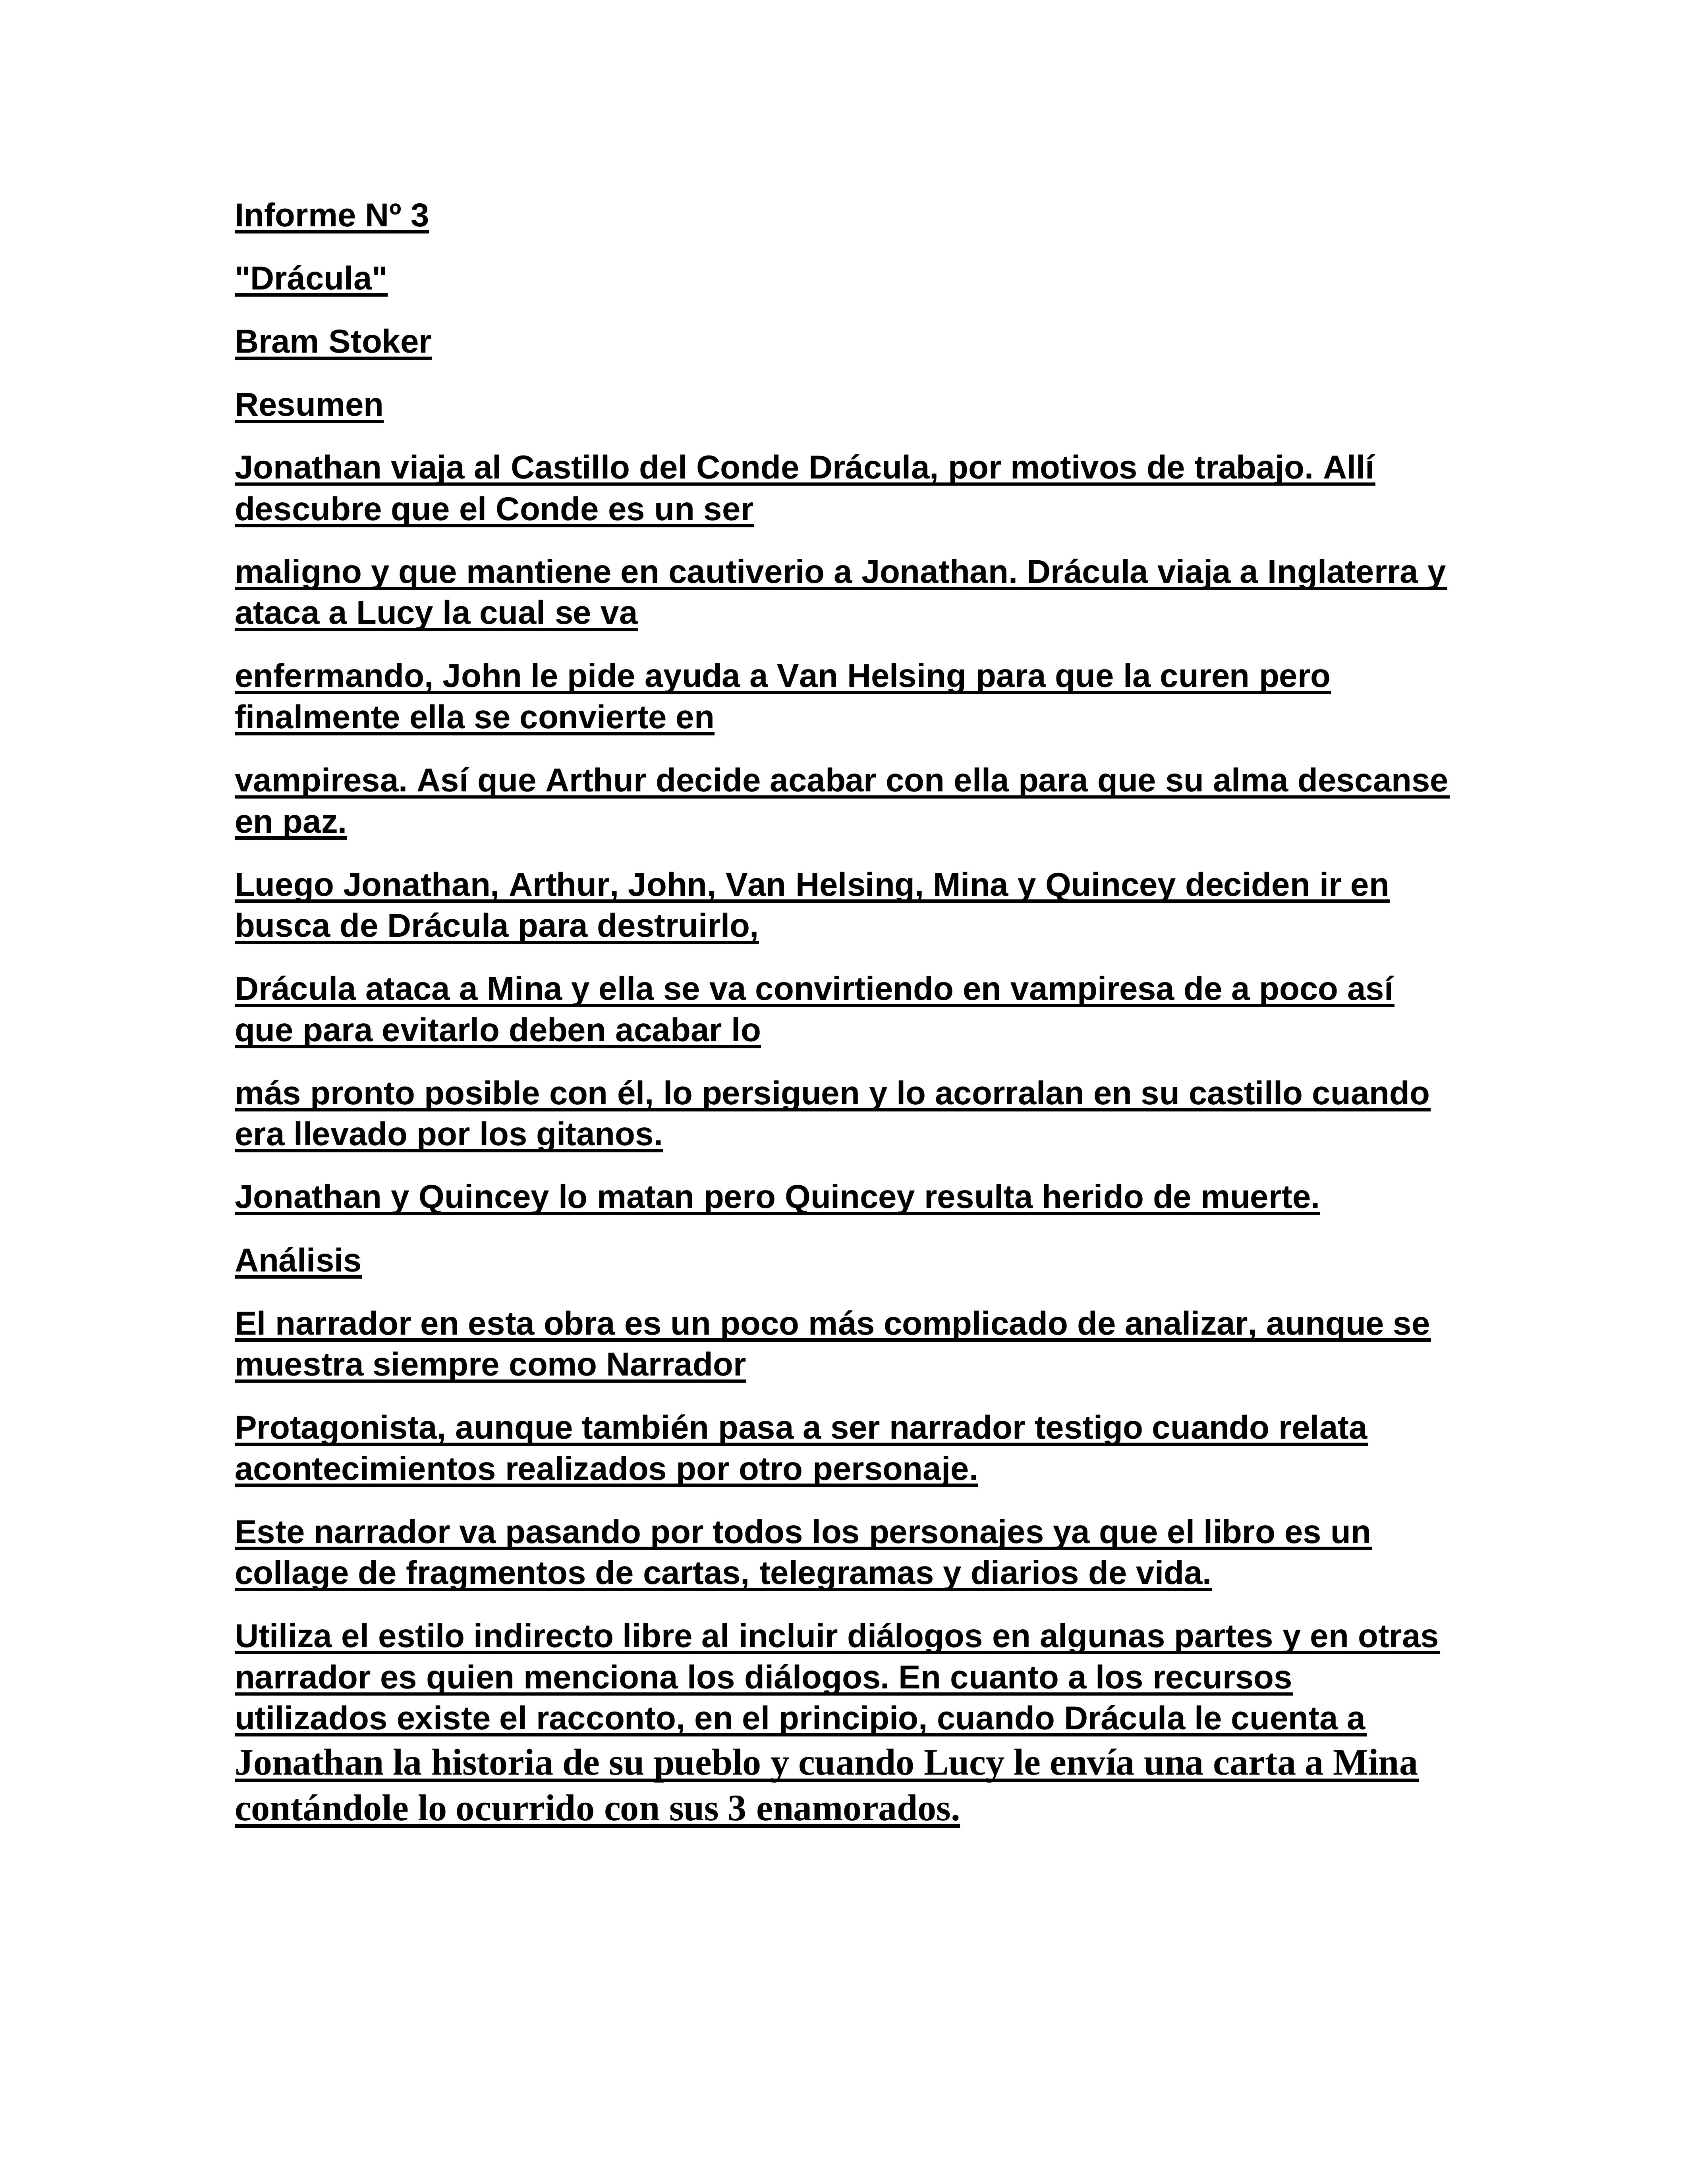 Informe Nº 3
"Drácula"
Bram Stoker
Resumen
Jonathan viaja al Castillo del Conde Drácula, por motivos de trabajo. Allí
descubre que el Conde es un ser
maligno y que mantiene en cautiverio a Jonathan. Drácula viaja a Inglaterra y
ataca a Lucy la cual se va
enfermando, John le pide ayuda a Van Helsing para que la curen pero
finalmente ella se convierte en
vampiresa. Así que Arthur decide acabar con ella para que su alma descanse
en paz.
Luego Jonathan, Arthur, John, Van Helsing, Mina y Quincey deciden ir en
busca de Drácula para destruirlo,
Drácula ataca a Mina y ella se va convirtiendo en vampiresa de a poco así
que para evitarlo deben acabar lo
más pronto posible con él, lo persiguen y lo acorralan en su castillo cuando
era llevado por los gitanos.
Jonathan y Quincey lo matan pero Quincey resulta herido de muerte.
Análisis
El narrador en esta obra es un poco más complicado de analizar, aunque se
muestra siempre como Narrador
Protagonista, aunque también pasa a ser narrador testigo cuando relata
acontecimientos realizados por otro personaje.
Este narrador va pasando por todos los personajes ya que el libro es un
collage de fragmentos de cartas, telegramas y diarios de vida.
Utiliza el estilo indirecto libre al incluir diálogos en algunas partes y en otras
narrador es quien menciona los diálogos. En cuanto a los recursos
utilizados existe el racconto, en el principio, cuando Drácula le cuenta a
Jonathan la historia de su pueblo y cuando Lucy le envía una carta a Mina
contándole lo ocurrido con sus 3 enamorados.